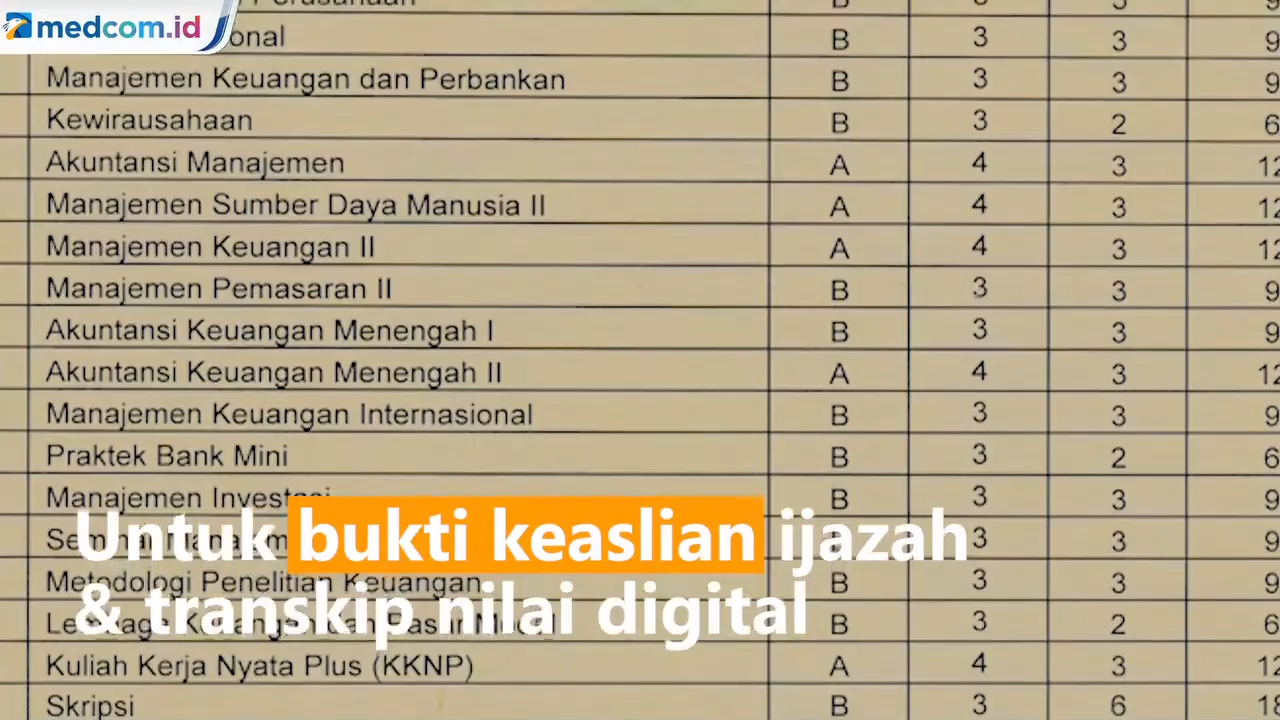 medcom.id
onal B 3 3 9
Manajemen Keuangan dan Perbankan B 3 3 9
Kewirausahaan B 3 2 6
Akuntansi Manajemen A 4 3 12
Manajemen Sumber Daya Manusia II A 4 3 12
Manajemen Keuangan II A 4 3 12
Manajemen Pemasaran II B 3 3 9
Akuntansi Keuangan Menengah I B 3 3 9
Akuntansi Keuangan Menengah II A 4 3 12
Manajemen Keuangan Internasional B 3 3 9
Praktek Bank Mini B 3 2 6
Manajemen Investasi B 3 3 9
3 3 9
Metodologi Penelitian Keuangan B 3 3 9
B 3 2 6
Kuliah Kerja Nyata Plus (KKNP) A 4 3 12
Skripsi B 3 6 18
Untuk bukti keaslian ijazah
& transkip nilai digital